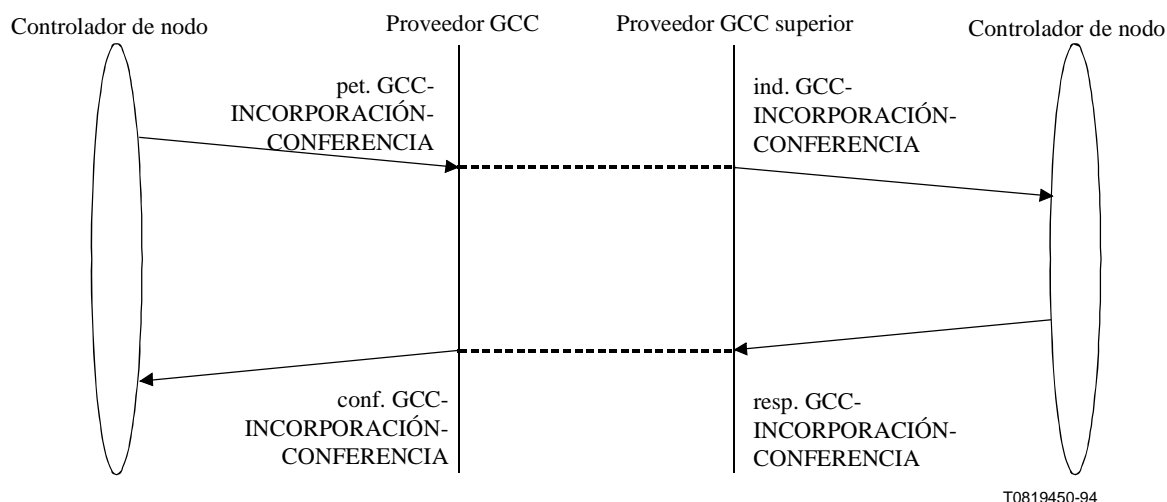 Controlador de nodo
Proveedor GCC
Proveedor GCC superior
Controlador de nodo
pet. GCC-
INCORPORACIÓN-
CONFERENCIA
ind. GCC-
INCORPORACIÓN-
CONFERENCIA
conf. GCC-
INCORPORACIÓN-
CONFERENCIA
resp. GCC-
INCORPORACIÓN-
CONFERENCIA
T0819450-94